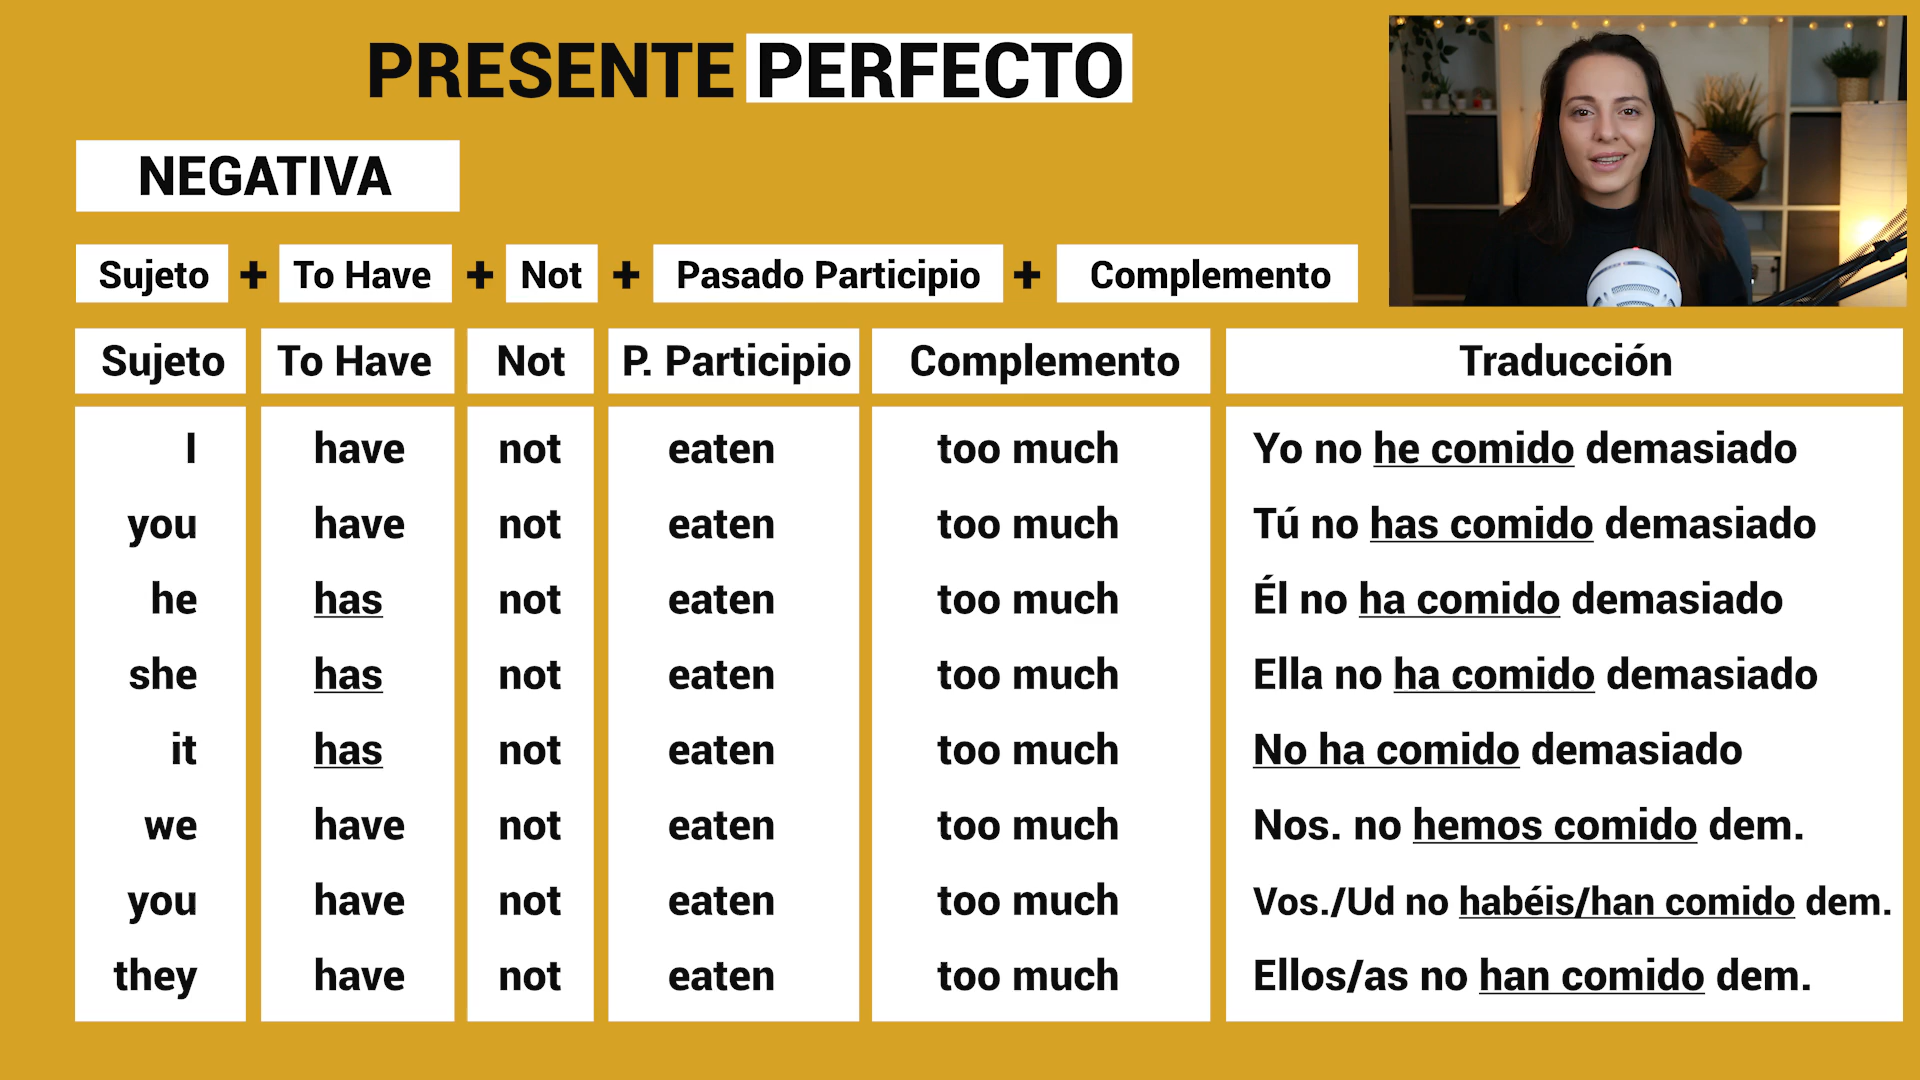 PRESENTE PERFECTO
NEGATIVA
Sujeto + To Have + Not + Pasado Participio + Complemento
Sujeto To Have Not P. Participio Complemento Traducción
I have not eaten too much Yo no he comido demasiado
you have not eaten too much Tú no has comido demasiado
he has not eaten too much Él no ha comido demasiado
she has not eaten too much Ella no ha comido demasiado
it has not eaten too much No ha comido demasiado
we have not eaten too much Nos. no hemos comido dem.
you have not eaten too much Vos./Ud no habéis/han comido dem.
they have not eaten too much Ellos/as no han comido dem.